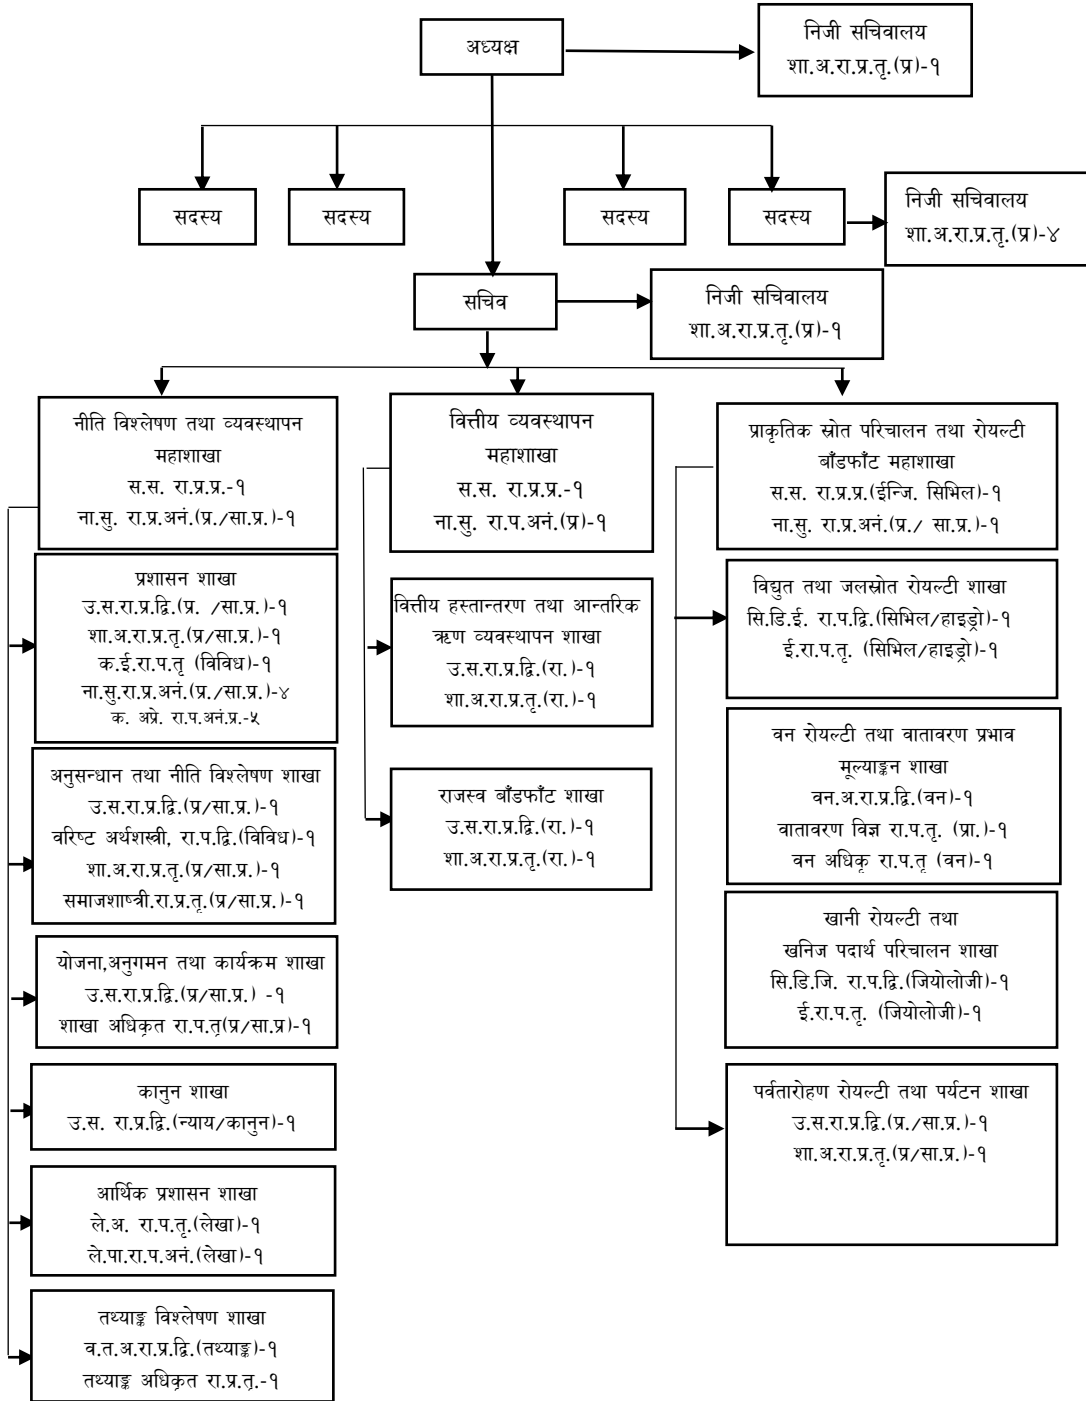 अध्यक्ष
निजी सचिवालय
शा.अ.रा.प्र.तृ.(प्र)-१
सदस्य
सदस्य
सदस्य
सदस्य
निजी सचिवालय
शा.अ.रा.प्र.तृ.(प्र)-४
सचिव
निजी सचिवालय
शा.अ.रा.प्र.तृ.(प्र)-१
नीति विश्लेषण तथा व्यवस्थापन
महाशाखा
स.स. रा.प्र.प्र.-१
ना.सु. रा.प्र.अनं.(प्र./सा.प्र.)-१
प्रशासन शाखा
उ.स.रा.प्र.द्वि.(प्र. /सा.प्र.)-१
शा.अ.रा.प्र.तृ.(प्र/सा.प्र.)-१
क.ई.रा.प.तृ (विविध)-१
ना.सु.रा.प्र.अनं.(प्र./सा.प्र.)-४
क. अप्रे. रा.प.अनं.प्र.-५
अनुसन्धान तथा नीति विश्लेषण शाखा
उ.स.रा.प्र.द्वि.(प्र/सा.प्र.)-१
वरिष्ट अर्थशस्त्री, रा.प.द्वि.(विविध)-१
शा.अ.रा.प्र.तृ.(प्र/सा.प्र.)-१
समाजशाष्त्री.रा.प्र.तृ.(प्र/सा.प्र.)-१
योजना,अनुगमन तथा कार्यक्रम शाखा
उ.स.रा.प्र.द्वि.(प्र/सा.प्र.) -१
शाखा अधिकृत रा.प.तृ(प्र/सा.प्र)-१
कानुन शाखा
उ.स. रा.प्र.द्वि.(न्याय/कानुन)-१
आर्थिक प्रशासन शाखा
ले.अ. रा.प.तृ.(लेखा)-१
ले.पा.रा.प.अनं.(लेखा)-१
तथ्याङ्क विश्लेषण शाखा
व.त.अ.रा.प्र.द्वि.(तथ्याङ्क)-१
तथ्याङ्क अधिकृत रा.प्र.तृ.-१
वित्तीय व्यवस्थापन
महाशाखा
स.स. रा.प्र.प्र.-१
ना.सु. रा.प.अनं.(प्र)-१
वित्तीय हस्तान्तरण तथा आन्तरिक
ऋण व्यवस्थापन शाखा
उ.स.रा.प्र.द्वि.(रा.)-१
शा.अ.रा.प्र.तृ.(रा.)-१
राजस्व बाँडफाँट शाखा
उ.स.रा.प्र.द्वि.(रा.)-१
शा.अ.रा.प्र.तृ.(रा.)-१
प्राकृतिक स्रोत परिचालन तथा रोयल्टी
बाँडफाँट महाशाखा
स.स. रा.प्र.प्र.(ईन्जि. सिभिल)-१
ना.सु. रा.प्र.अनं.(प्र./ सा.प्र.)-१
विद्युत तथा जलस्रोत रोयल्टी शाखा
सि.डि.ई. रा.प.द्वि.(सिभिल/हाइड्रो)-१
ई.रा.प.तृ. (सिभिल/हाइड्रो)-१
वन रोयल्टी तथा वातावरण प्रभाव
मूल्याङ्कन शाखा
वन.अ.रा.प्र.द्वि.(वन)-१
वातावरण विज्ञ रा.प.तृ. (प्रा.)-१
वन अधिकृ रा.प.तृ (वन)-१
खानी रोयल्टी तथा
खनिज पदार्थ परिचालन शाखा
सि.डि.जि. रा.प.द्वि.(जियोलोजी)-१
ई.रा.प.तृ. (जियोलोजी)-१
पर्वतारोहण रोयल्टी तथा पर्यटन शाखा
उ.स.रा.प्र.द्वि.(प्र./सा.प्र.)-१
शा.अ.रा.प्र.तृ.(प्र/सा.प्र.)-१